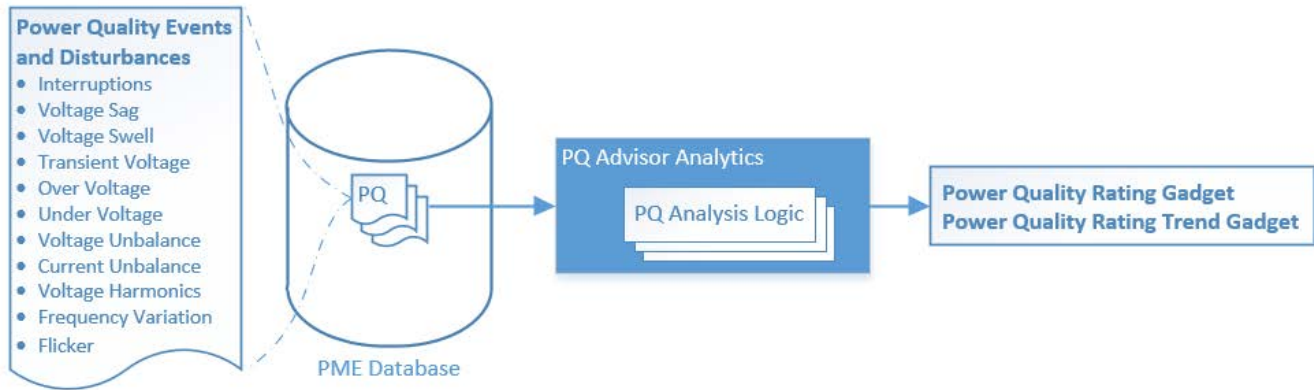 Power Quality Events
and Disturbances
• Interruptions
• Voltage Sag
• Voltage Swell
• Transient Voltage
• Over Voltage
• Under Voltage
• Voltage Unbalance
• Current Unbalance
• Voltage Harmonics
• Frequency Variation
• Flicker
PQ
PME Database
PQ Advisor Analytics
PQ Analysis Logic
Power Quality Rating Gadget
Power Quality Rating Trend Gadget